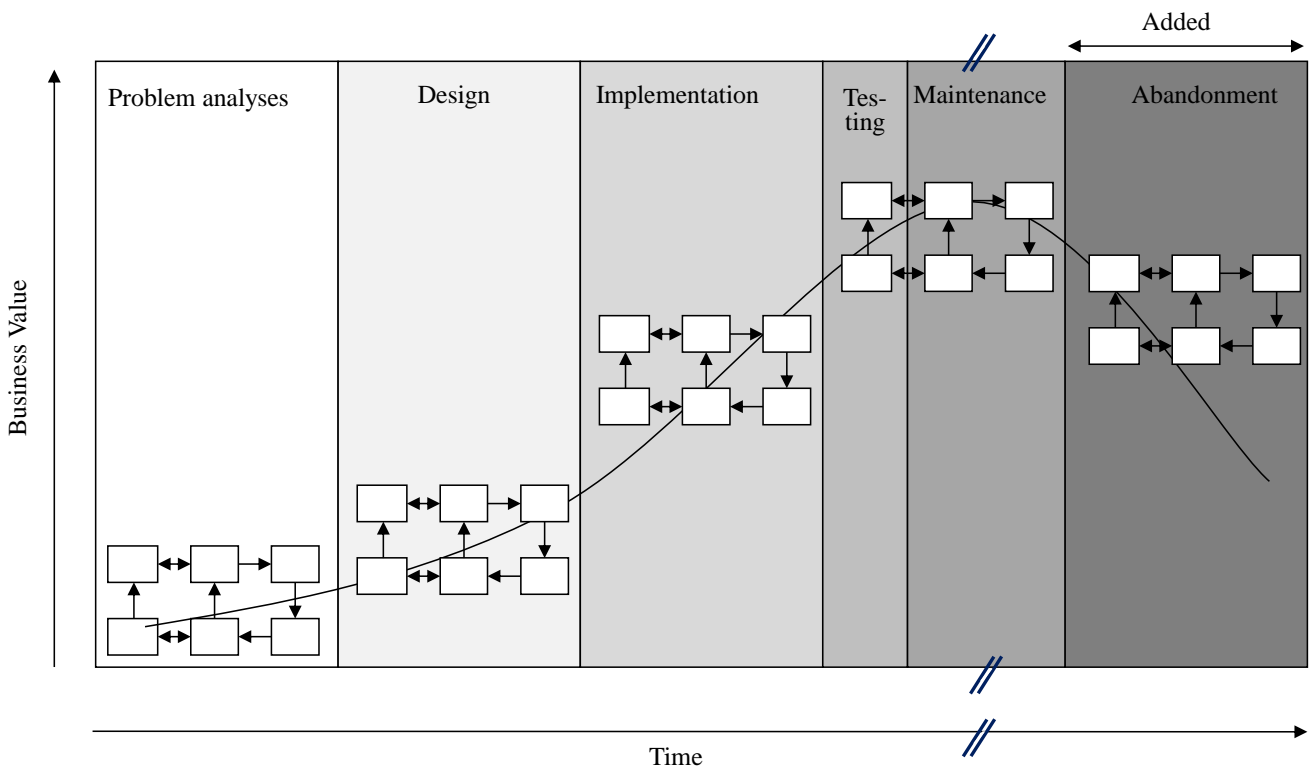 Added
Problem analyses
Design
Implementation
Tes-
ting
Maintenance
Abandonment
Business Value
Time